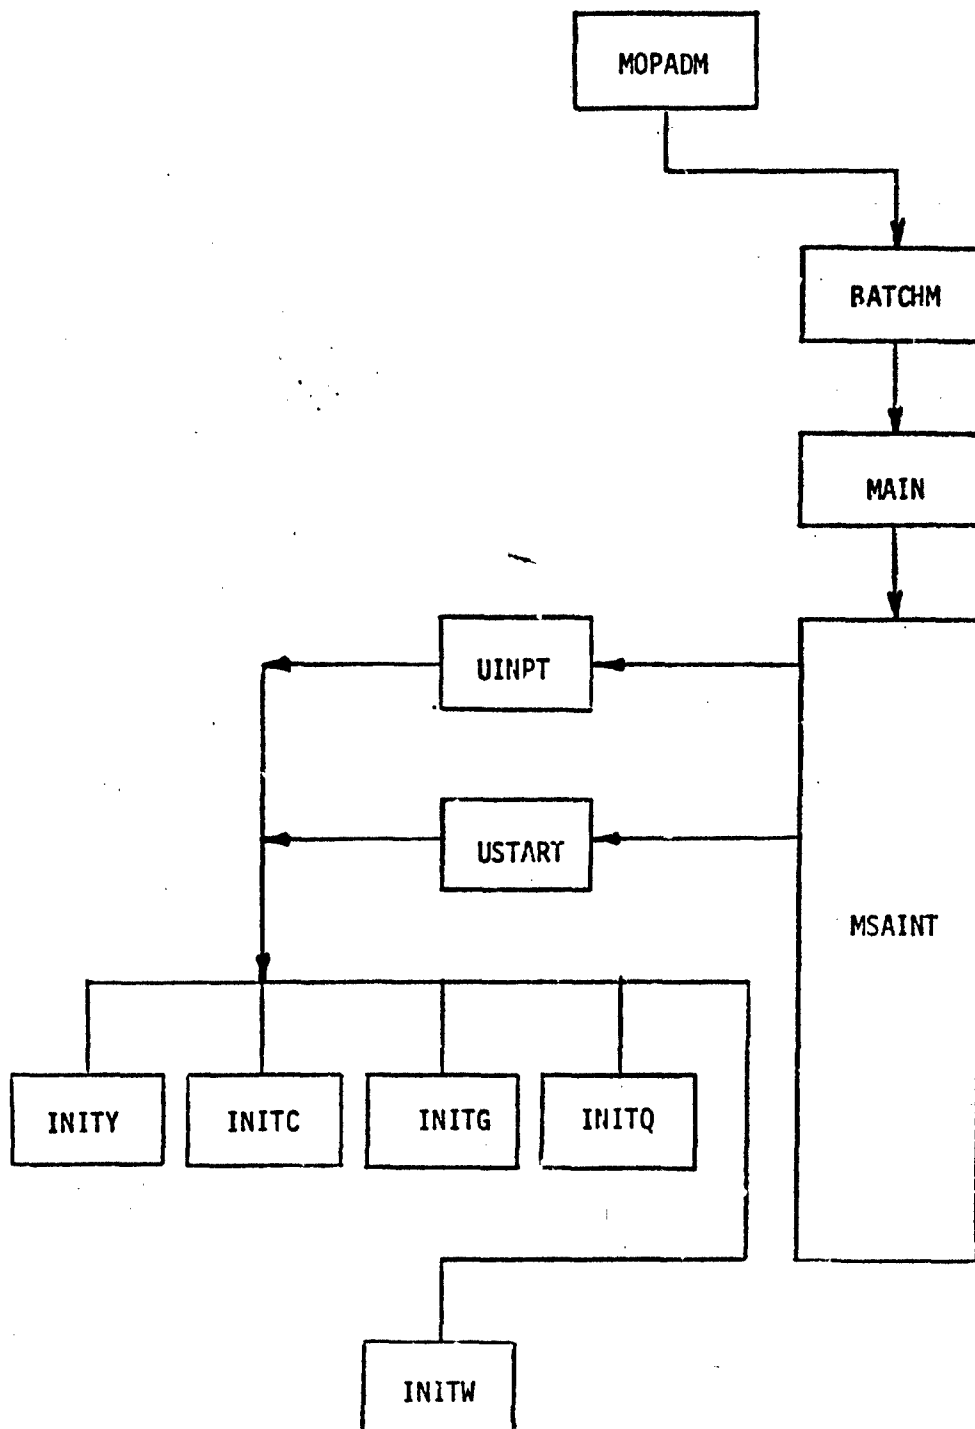 MOPADM
BATCHM
MAIN
UINPT
USTART
MSAINT
INITY
INITC
INITG
INITQ
INITW